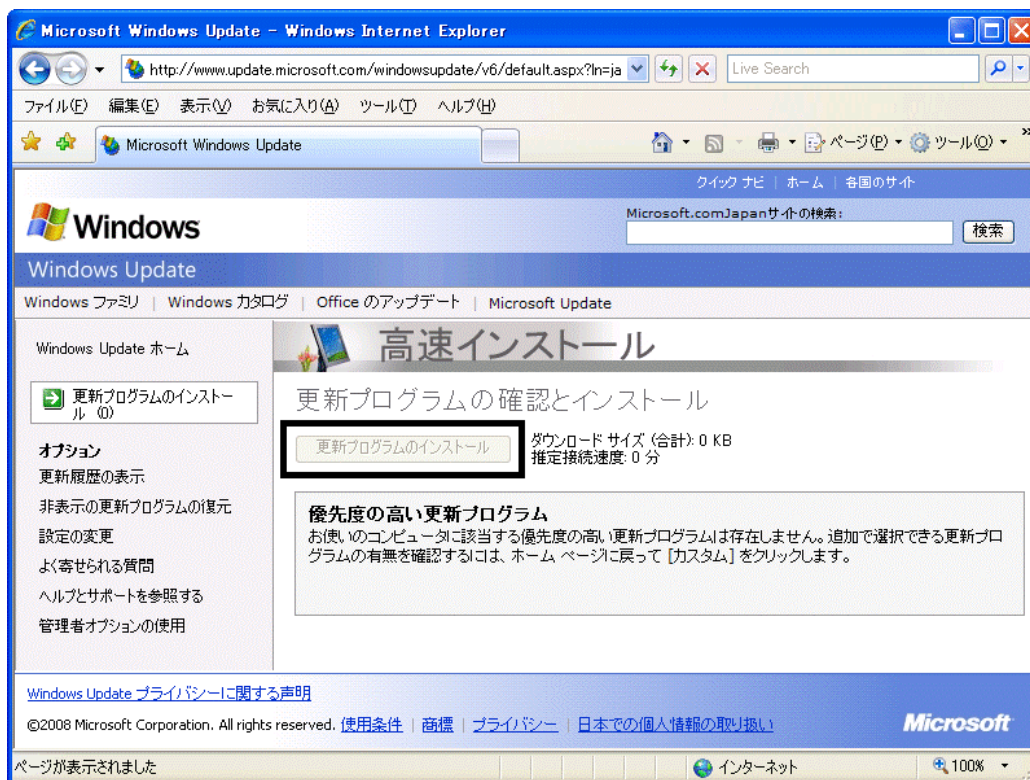 Microsoft Windows Update - Windows Internet Explorer
http://www.update.microsoft.com/windowsupdate/v6/default.aspx?ln=ja
Live Search
ファイル(F) 編集(E) 表示(V) お気に入り(A) ツール(T) ヘルプ(H)
Microsoft Windows Update
ページ(P) ツール(O) »
クイック ナビ | ホーム | 各国のサイト
Windows
Microsoft.comJapanサイトの検索:
検索
Windows Update
Windows ファミリ | Windows カタログ | Office のアップデート | Microsoft Update
Windows Update ホーム
更新プログラムのインストー
ル (0)
オプション
更新履歴の表示
非表示の更新プログラムの復元
設定の変更
よく寄せられる質問
ヘルプとサポートを参照する
管理者オプションの使用
高速インストール
更新プログラムの確認とインストール
更新プログラムのインストール
ダウンロード サイズ (合計): 0 KB
推定接続速度: 0 分
優先度の高い更新プログラム
お使いのコンピュータに該当する優先度の高い更新プログラムは存在しません。追加で選択できる更新プロ
グラムの有無を確認するには、ホーム ページに戻って [カスタム] をクリックします。
Windows Update プライバシーに関する声明
©2008 Microsoft Corporation. All rights reserved. 使用条件 | 商標 | プライバシー | 日本での個人情報の取り扱い
Microsoft
ページが表示されました
インターネット
100%